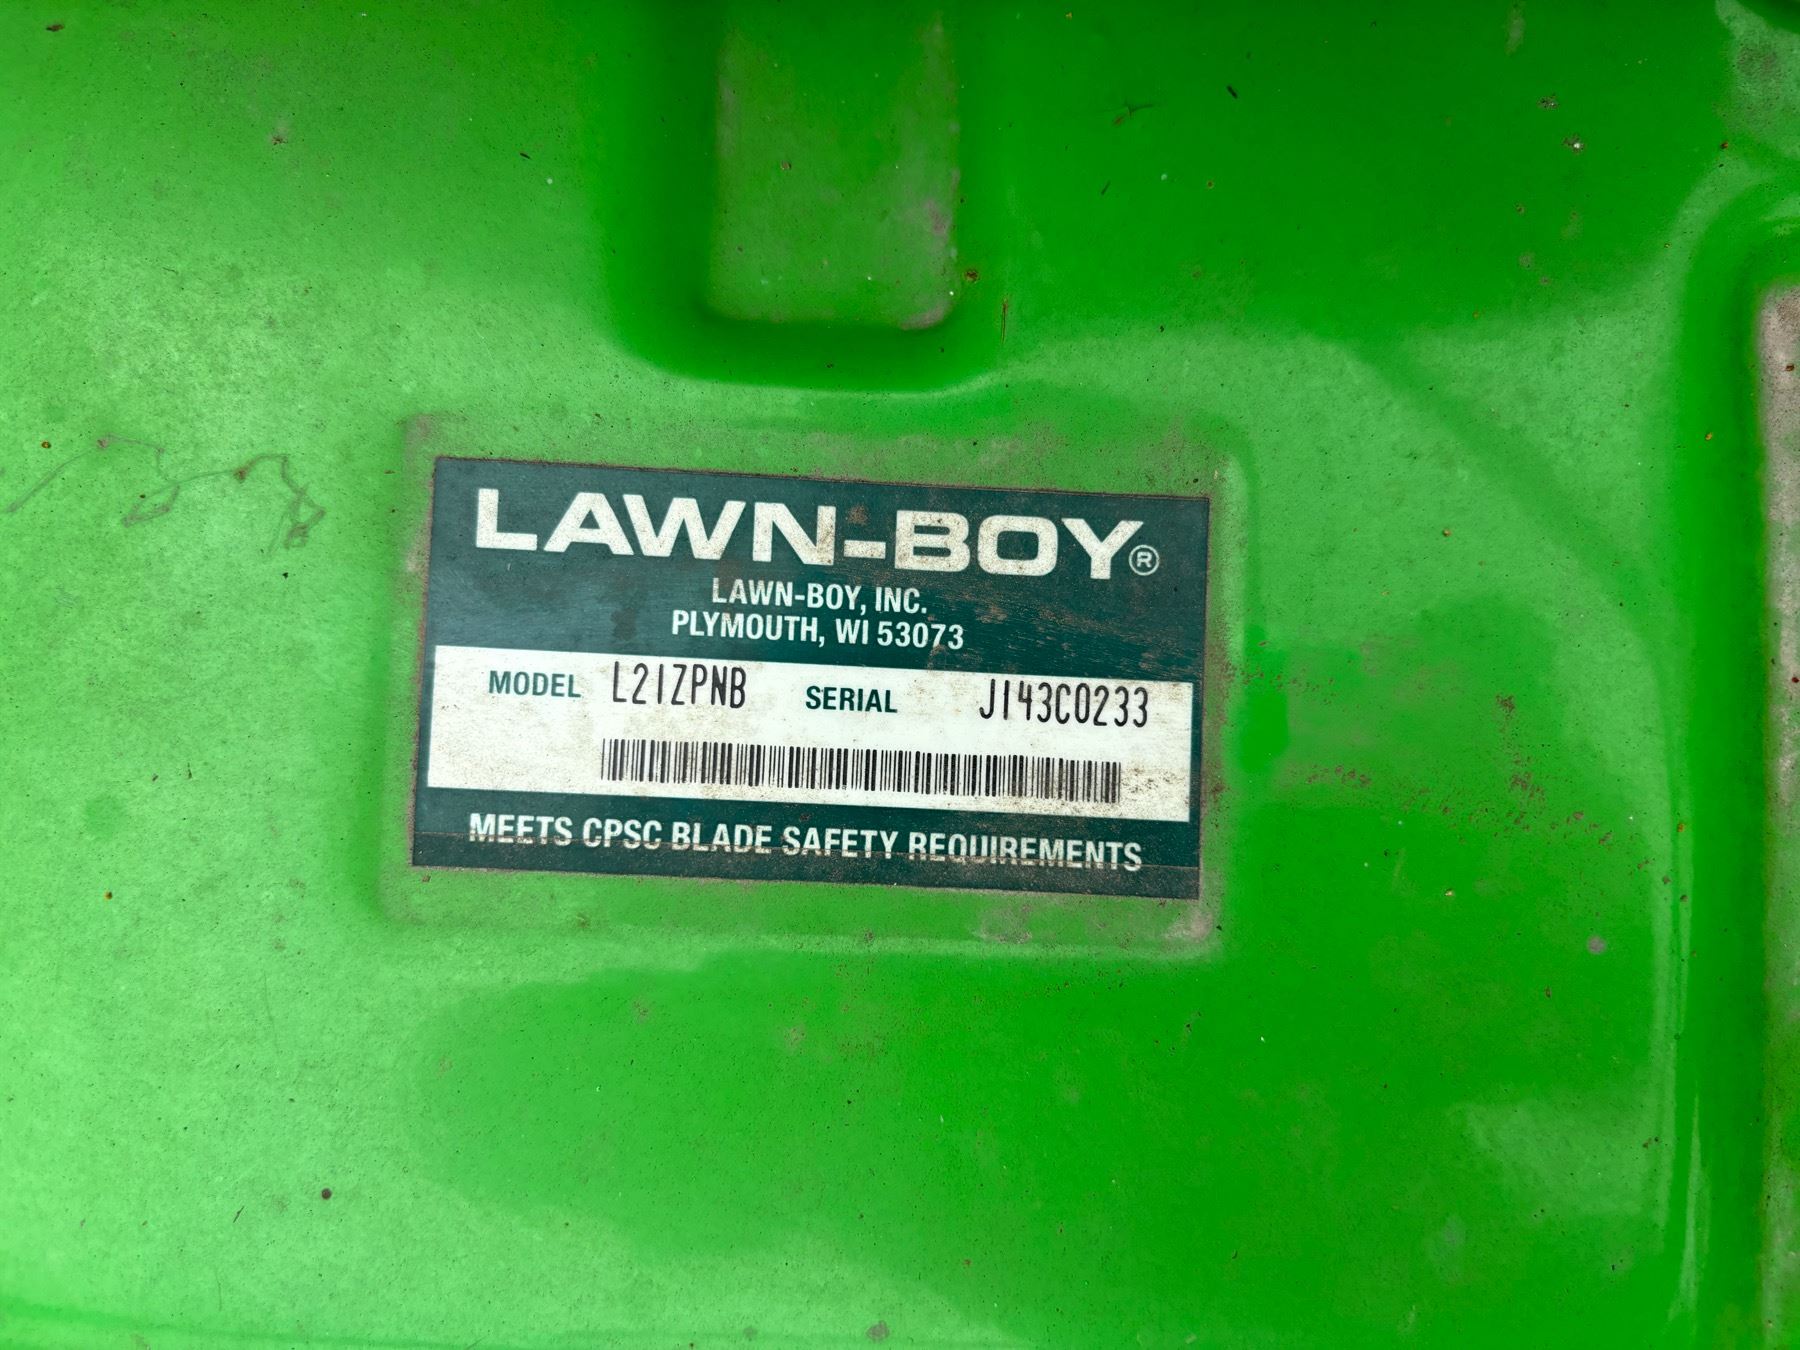 LAWN-BOY®
LAWN-BOY, INC.
PLYMOUTH, WI 53073
MODEL L21ZPNB SERIAL J143C0233
MEETS CPSC BLADE SAFETY REQUIREMENTS